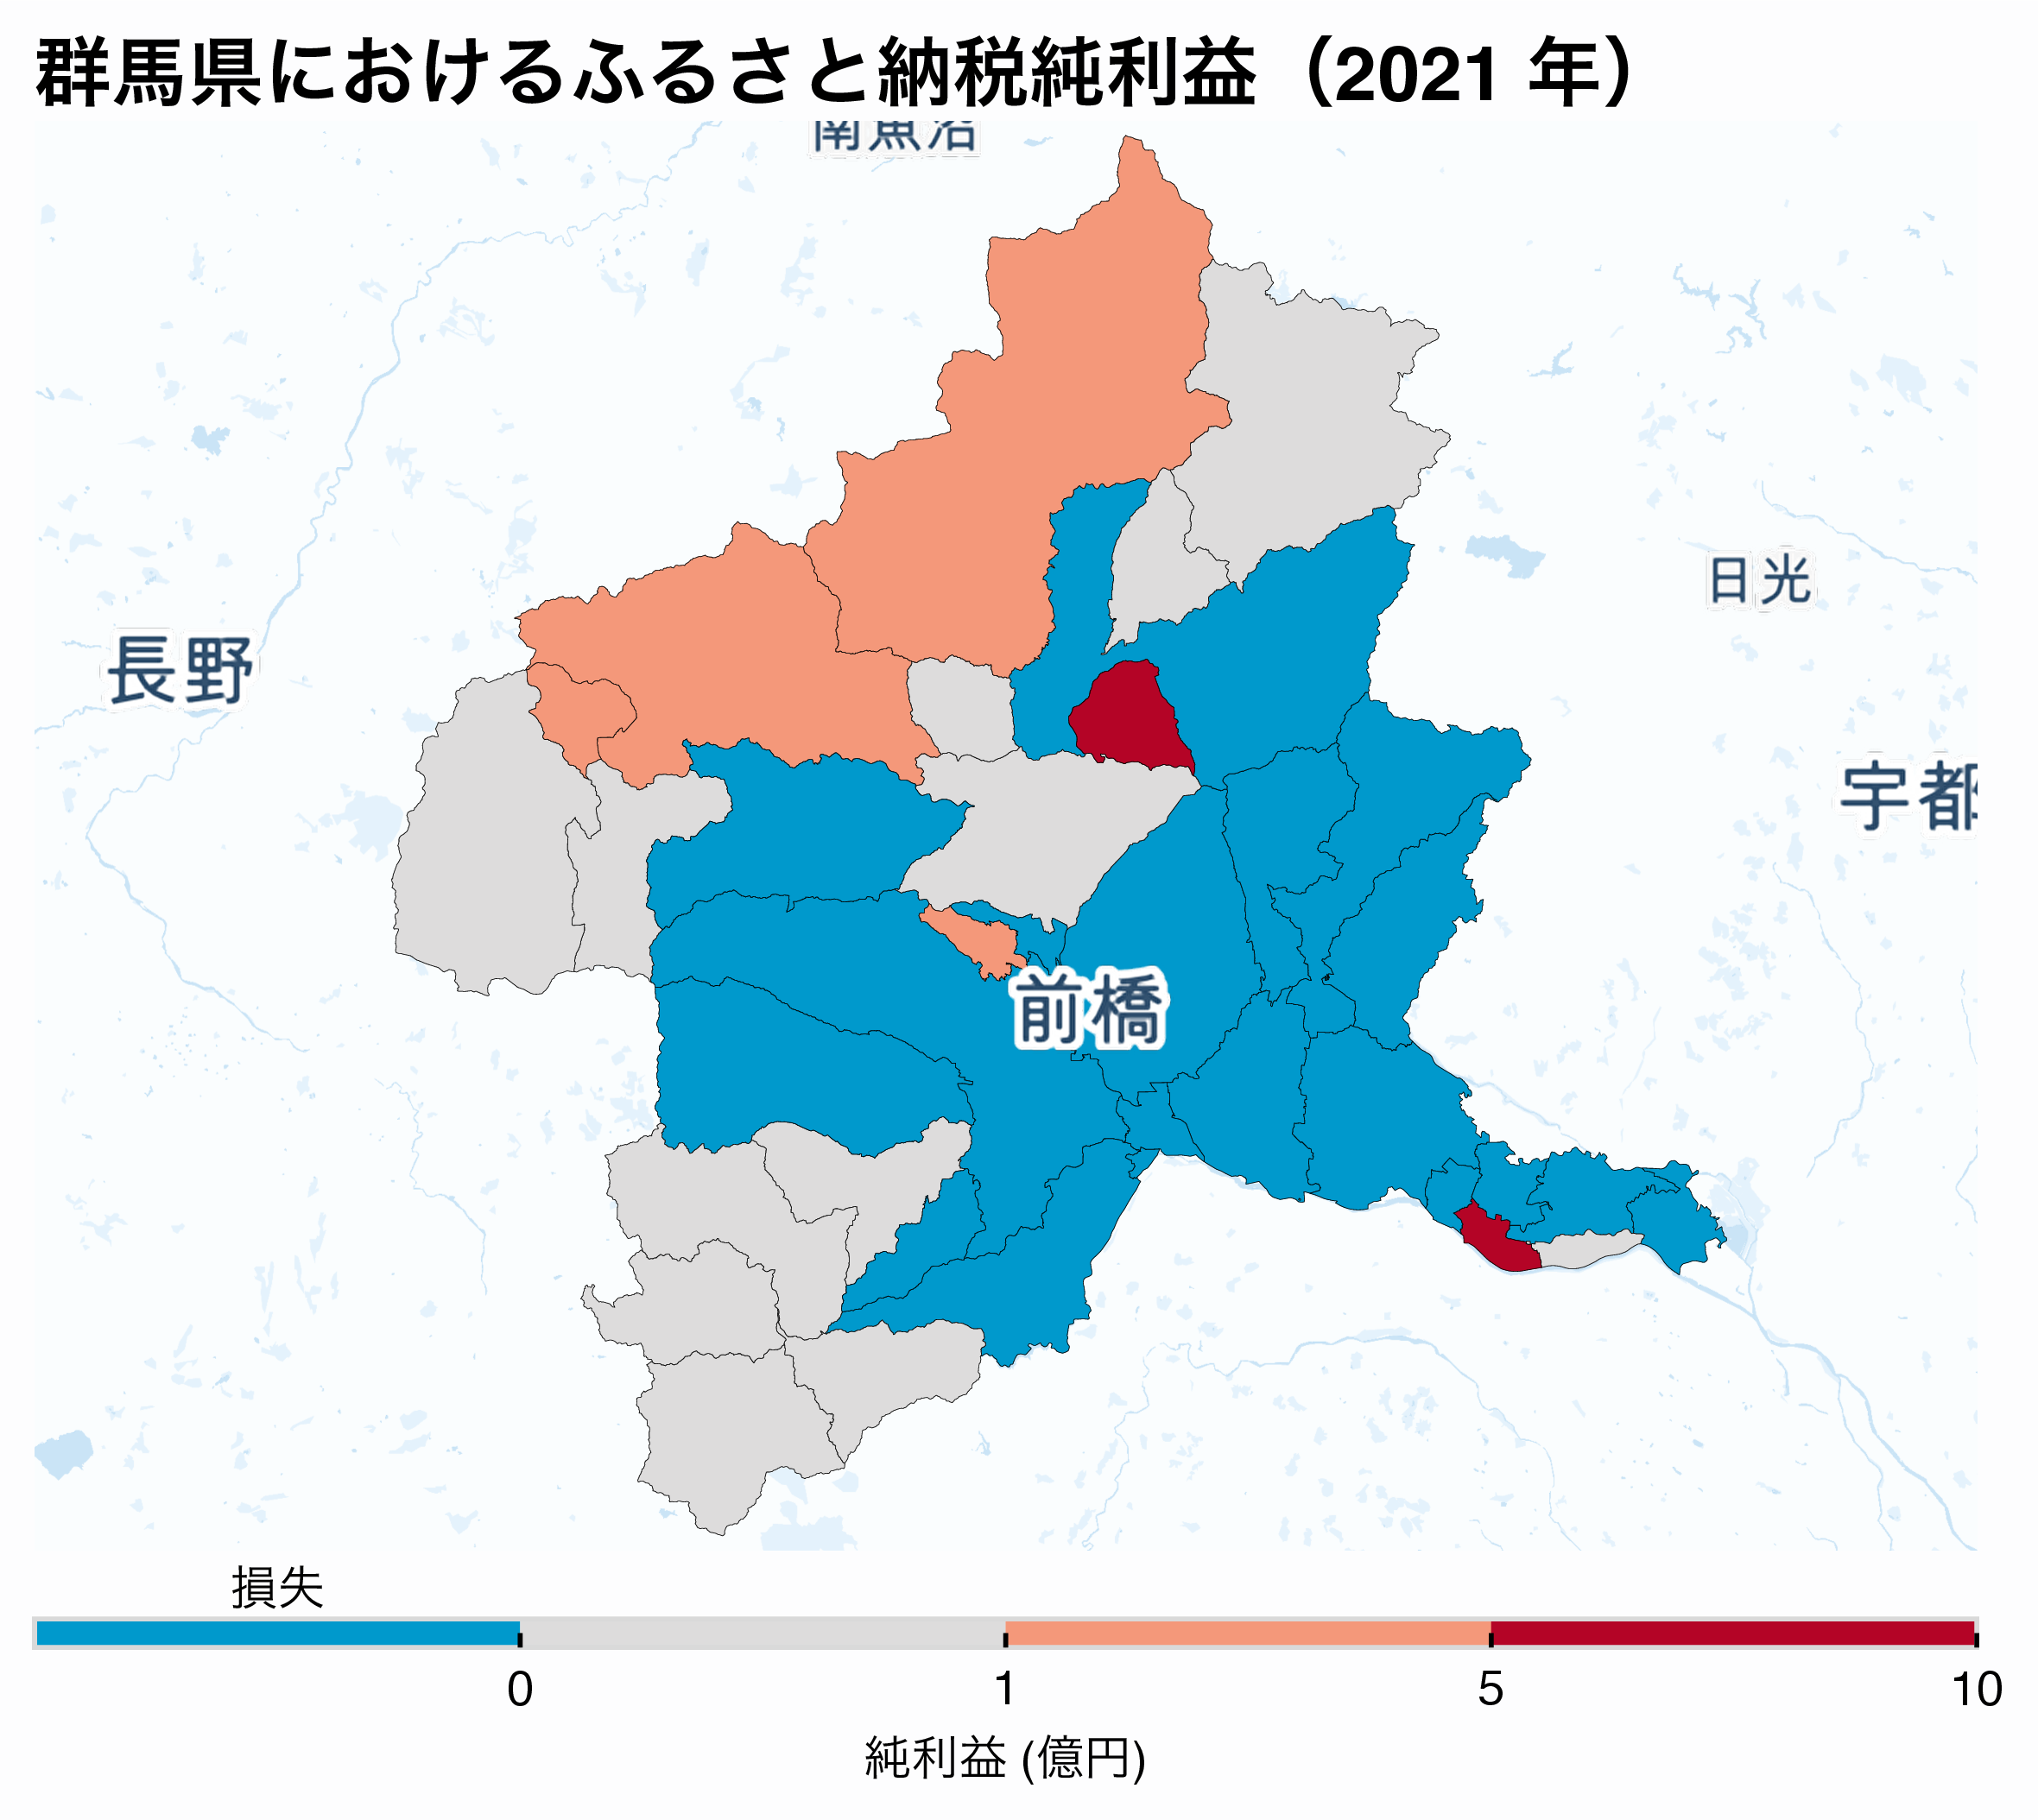 群馬県におけるふるさと納税純利益（2021 年）
南魚沼
日光
長野
宇都
前橋
損失
0 1 5 10
純利益 (億円)